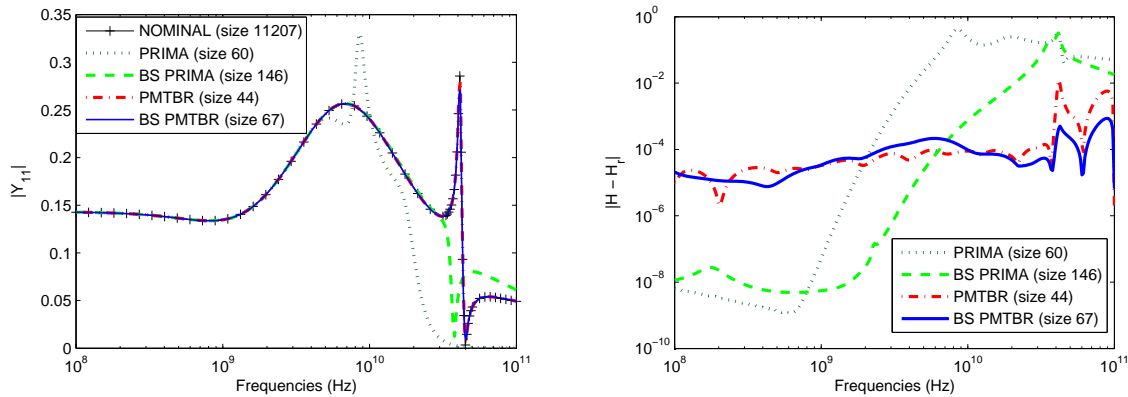 NOMINAL (size 11207)
PRIMA (size 60)
BS PRIMA (size 146)
PMTBR (size 44)
BS PMTBR (size 67)
|Y11|
0.35
0.3
0.25
0.2
0.15
0.1
0.05
0
10^8
10^9
10^10
10^11
Frequencies (Hz)
|H − Hr|
10^0
10^−2
10^−4
10^−6
10^−8
10^−10
PRIMA (size 60)
BS PRIMA (size 146)
PMTBR (size 44)
BS PMTBR (size 67)
10^8
10^9
10^10
10^11
Frequencies (Hz)